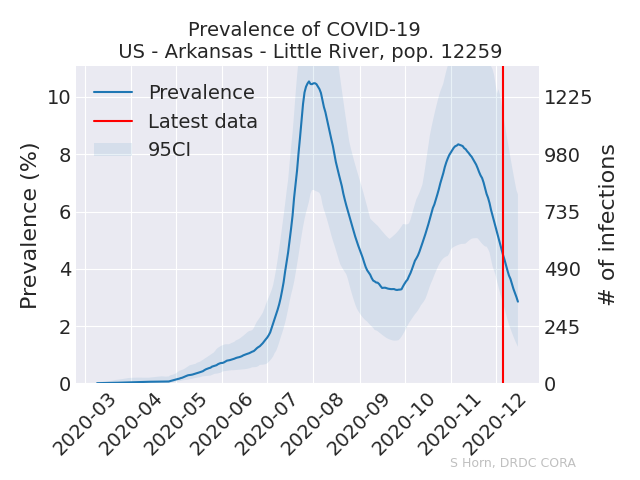 Prevalence of COVID-19
US - Arkansas - Little River, pop. 12259
Prevalence
Latest data
95CI
Prevalence (%)
10
8
6
4
2
0
1225
980
735
490
245
0
# of infections
2020-03
2020-04
2020-05
2020-06
2020-07
2020-08
2020-09
2020-10
2020-11
2020-12
S Horn, DRDC CORA